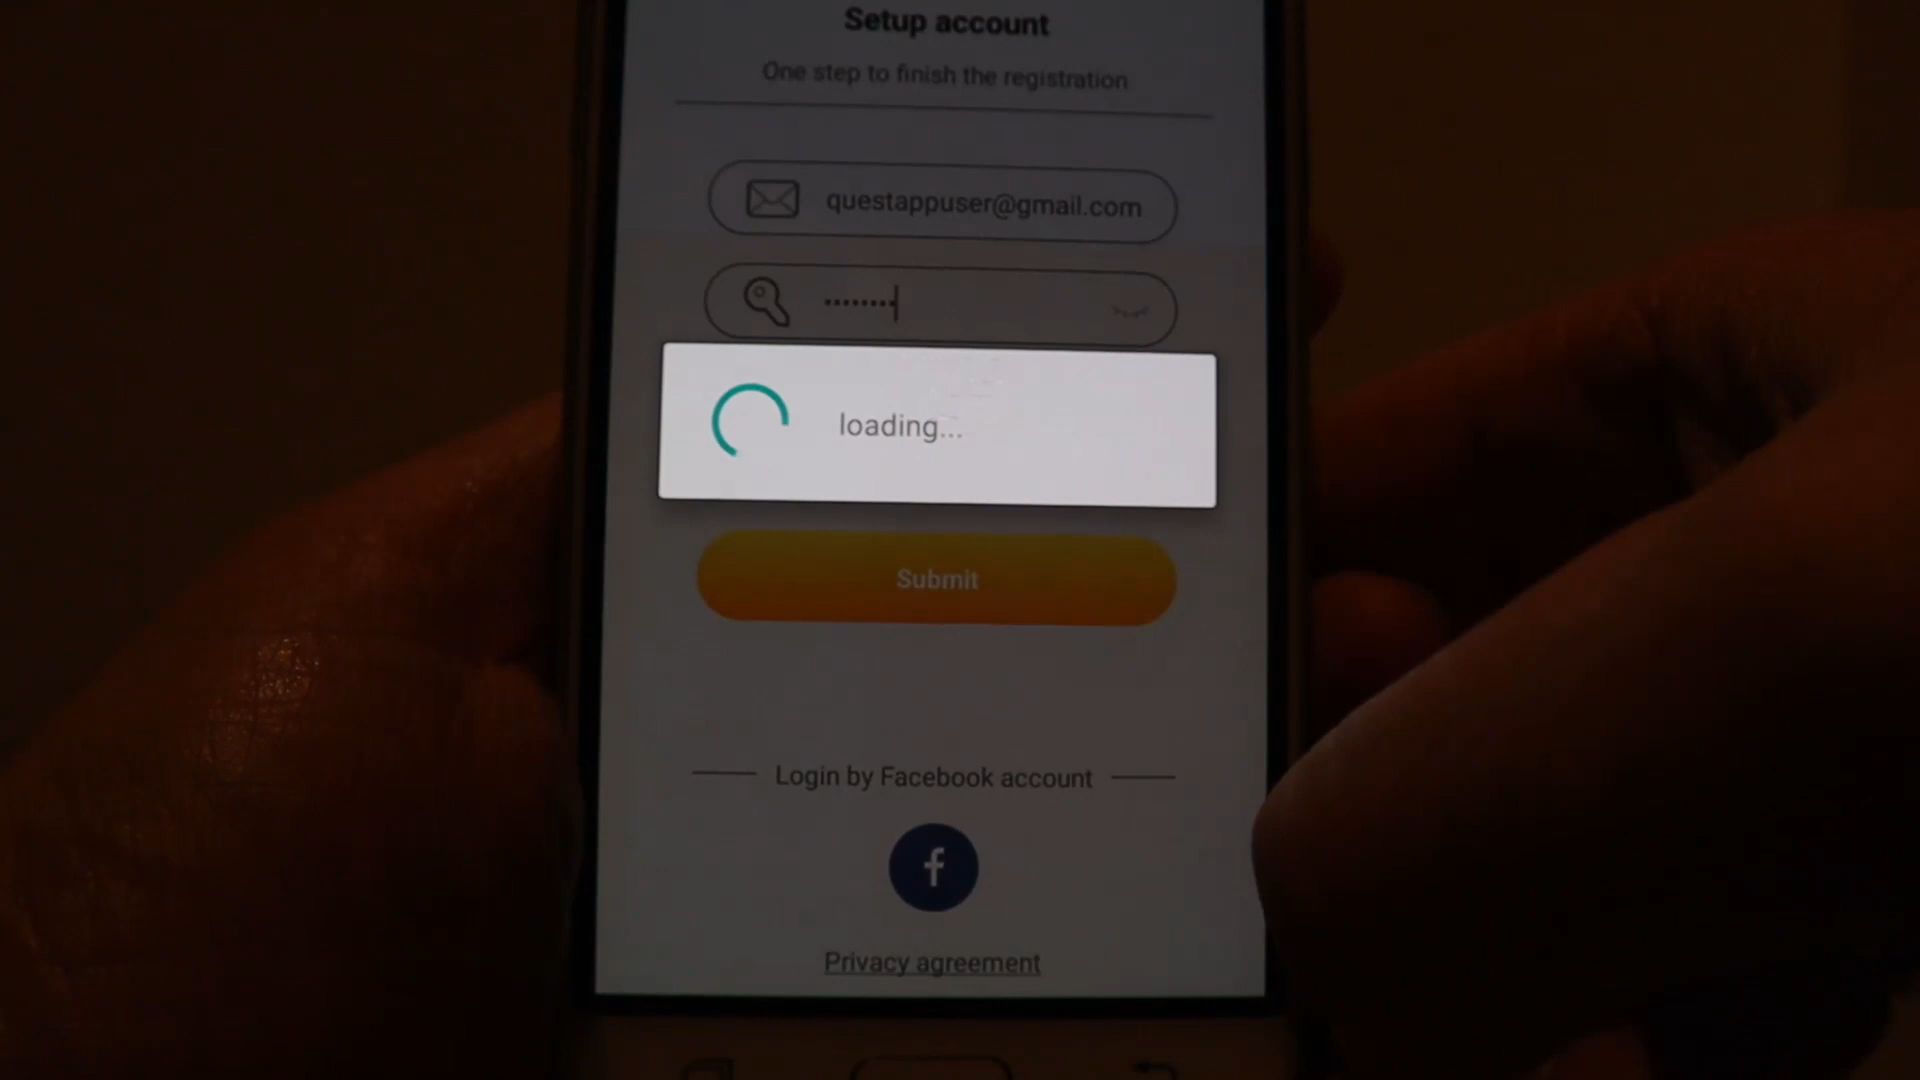 Setup account
One step to finish the registration
questappuser@gmail.com
loading...
Submit
Login by Facebook account
f
Privacy agreement